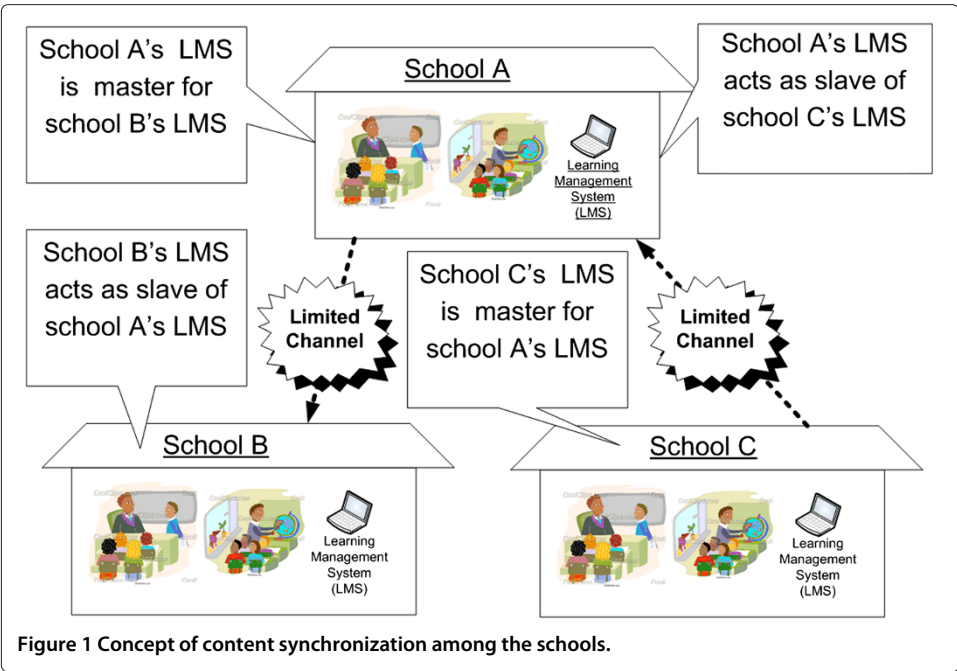 School A's LMS
is master for
school B's LMS
School A
School A's LMS
acts as slave of
school C's LMS
Learning
Management
System
(LMS)
School B's LMS
acts as slave of
school A's LMS
Limited
Channel
School C's LMS
is master for
school A's LMS
Limited
Channel
School B
Learning
Management
System
(LMS)
School C
Learning
Management
System
(LMS)
Figure 1 Concept of content synchronization among the schools.